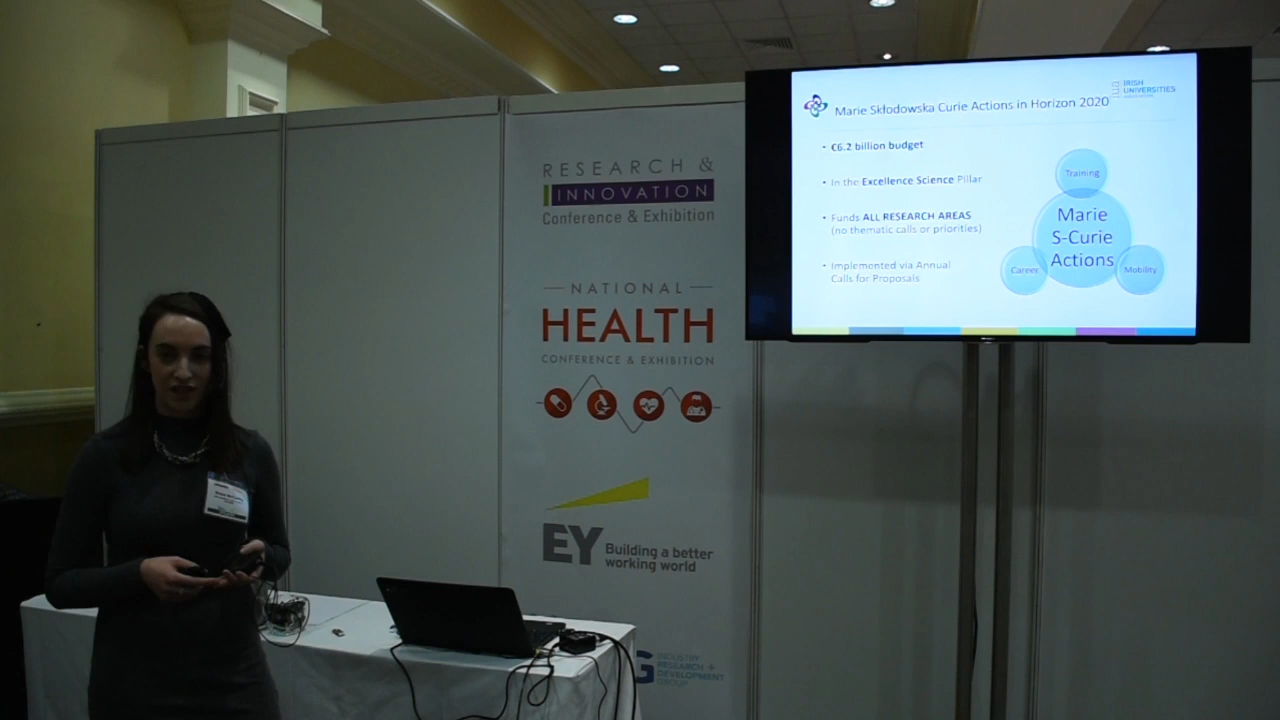 RESEARCH &
INNOVATION
Conference & Exhibition
NATIONAL
HEALTH
CONFERENCE & EXHIBITION
EY Building a better
working world
G INDUSTRY
RESEARCH +
DEVELOPMENT
GROUP
Marie Skłodowska Curie Actions in Horizon 2020
IRISH
UNIVERSITIES
• €6.2 billion budget
• In the Excellence Science Pillar
• Funds ALL RESEARCH AREAS
(no thematic calls or priorities)
• Implemented via Annual
Calls for Proposals
Training
Marie
S-Curie
Actions
Career
Mobility